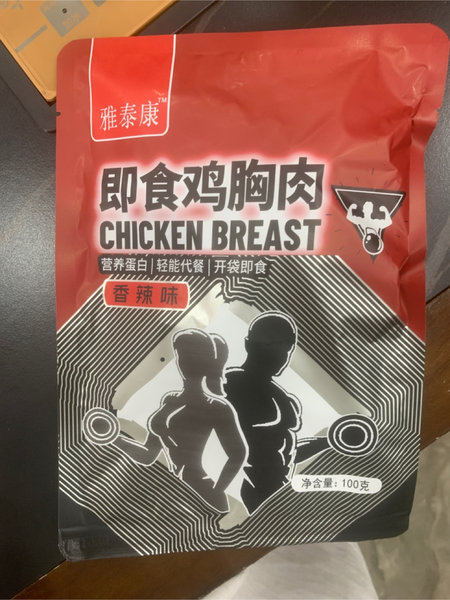 雅泰康™
即食鸡胸肉
CHICKEN BREAST
营养蛋白|轻能代餐|开袋即食
香辣味
净含量：100克